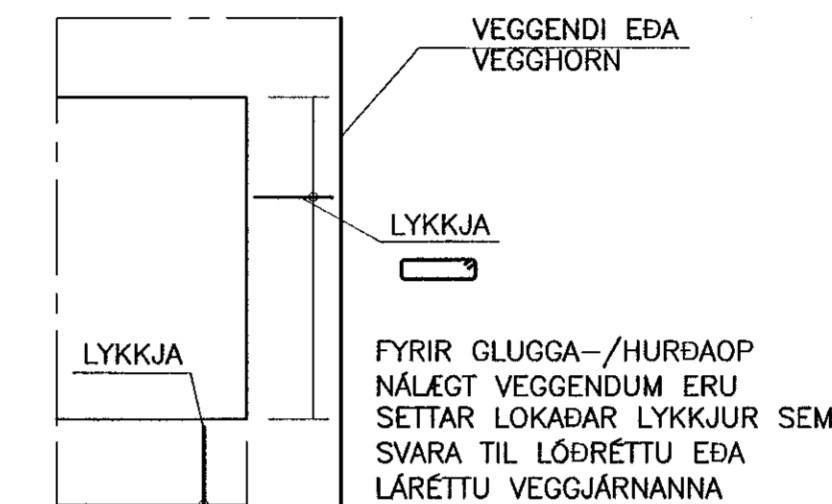 VEGGENDI EÐA
VEGGHORN
LYKKJA
LYKKJA
FYRIR GLUGGA-/HURÐAOP
NÁLÆGT VEGGENDUM ERU
SETTAR LOKAÐAR LYKKJUR SEM
SVARA TIL LÓÐRÉTTU EÐA
LÁRÉTTU VEGGJÁRNANNA